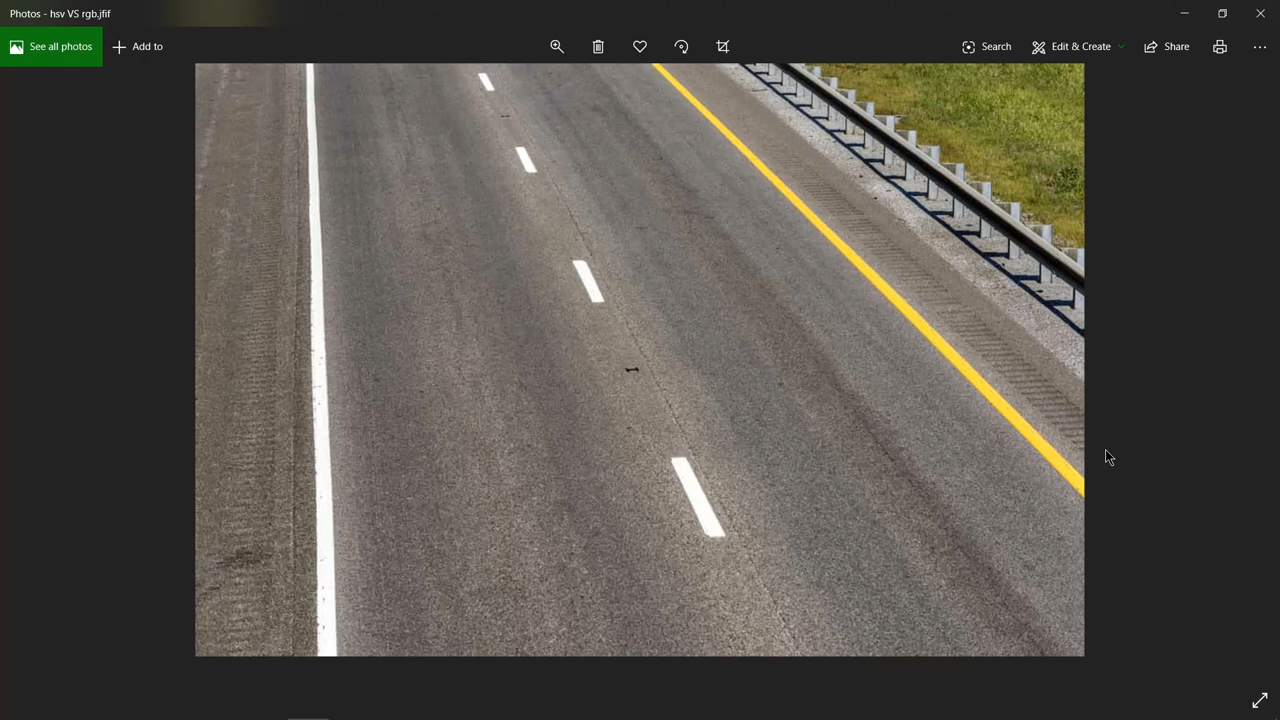 Photos - hsv VS rgb.jfif
See all photos
Add to
Search
Edit & Create
Share